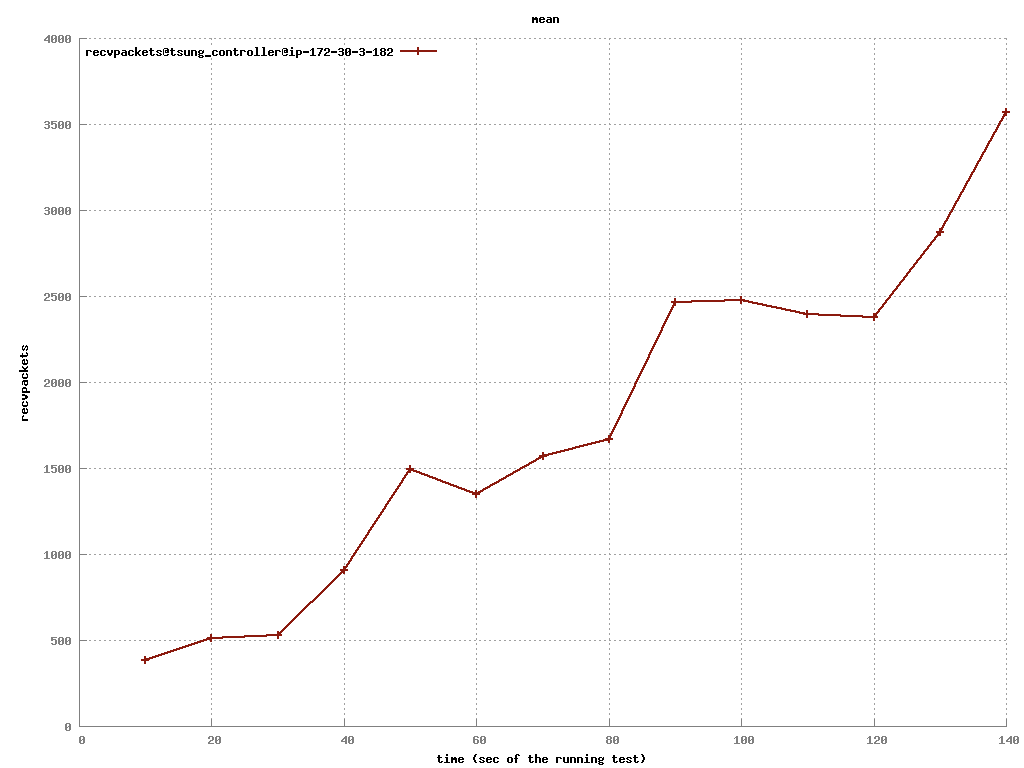 mean
recvpackets@tsung_controller@ip-172-30-3-182
4000
3500
3000
2500
2000
1500
1000
500
0
recvpackets
0 20 40 60 80 100 120 140
time (sec of the running test)